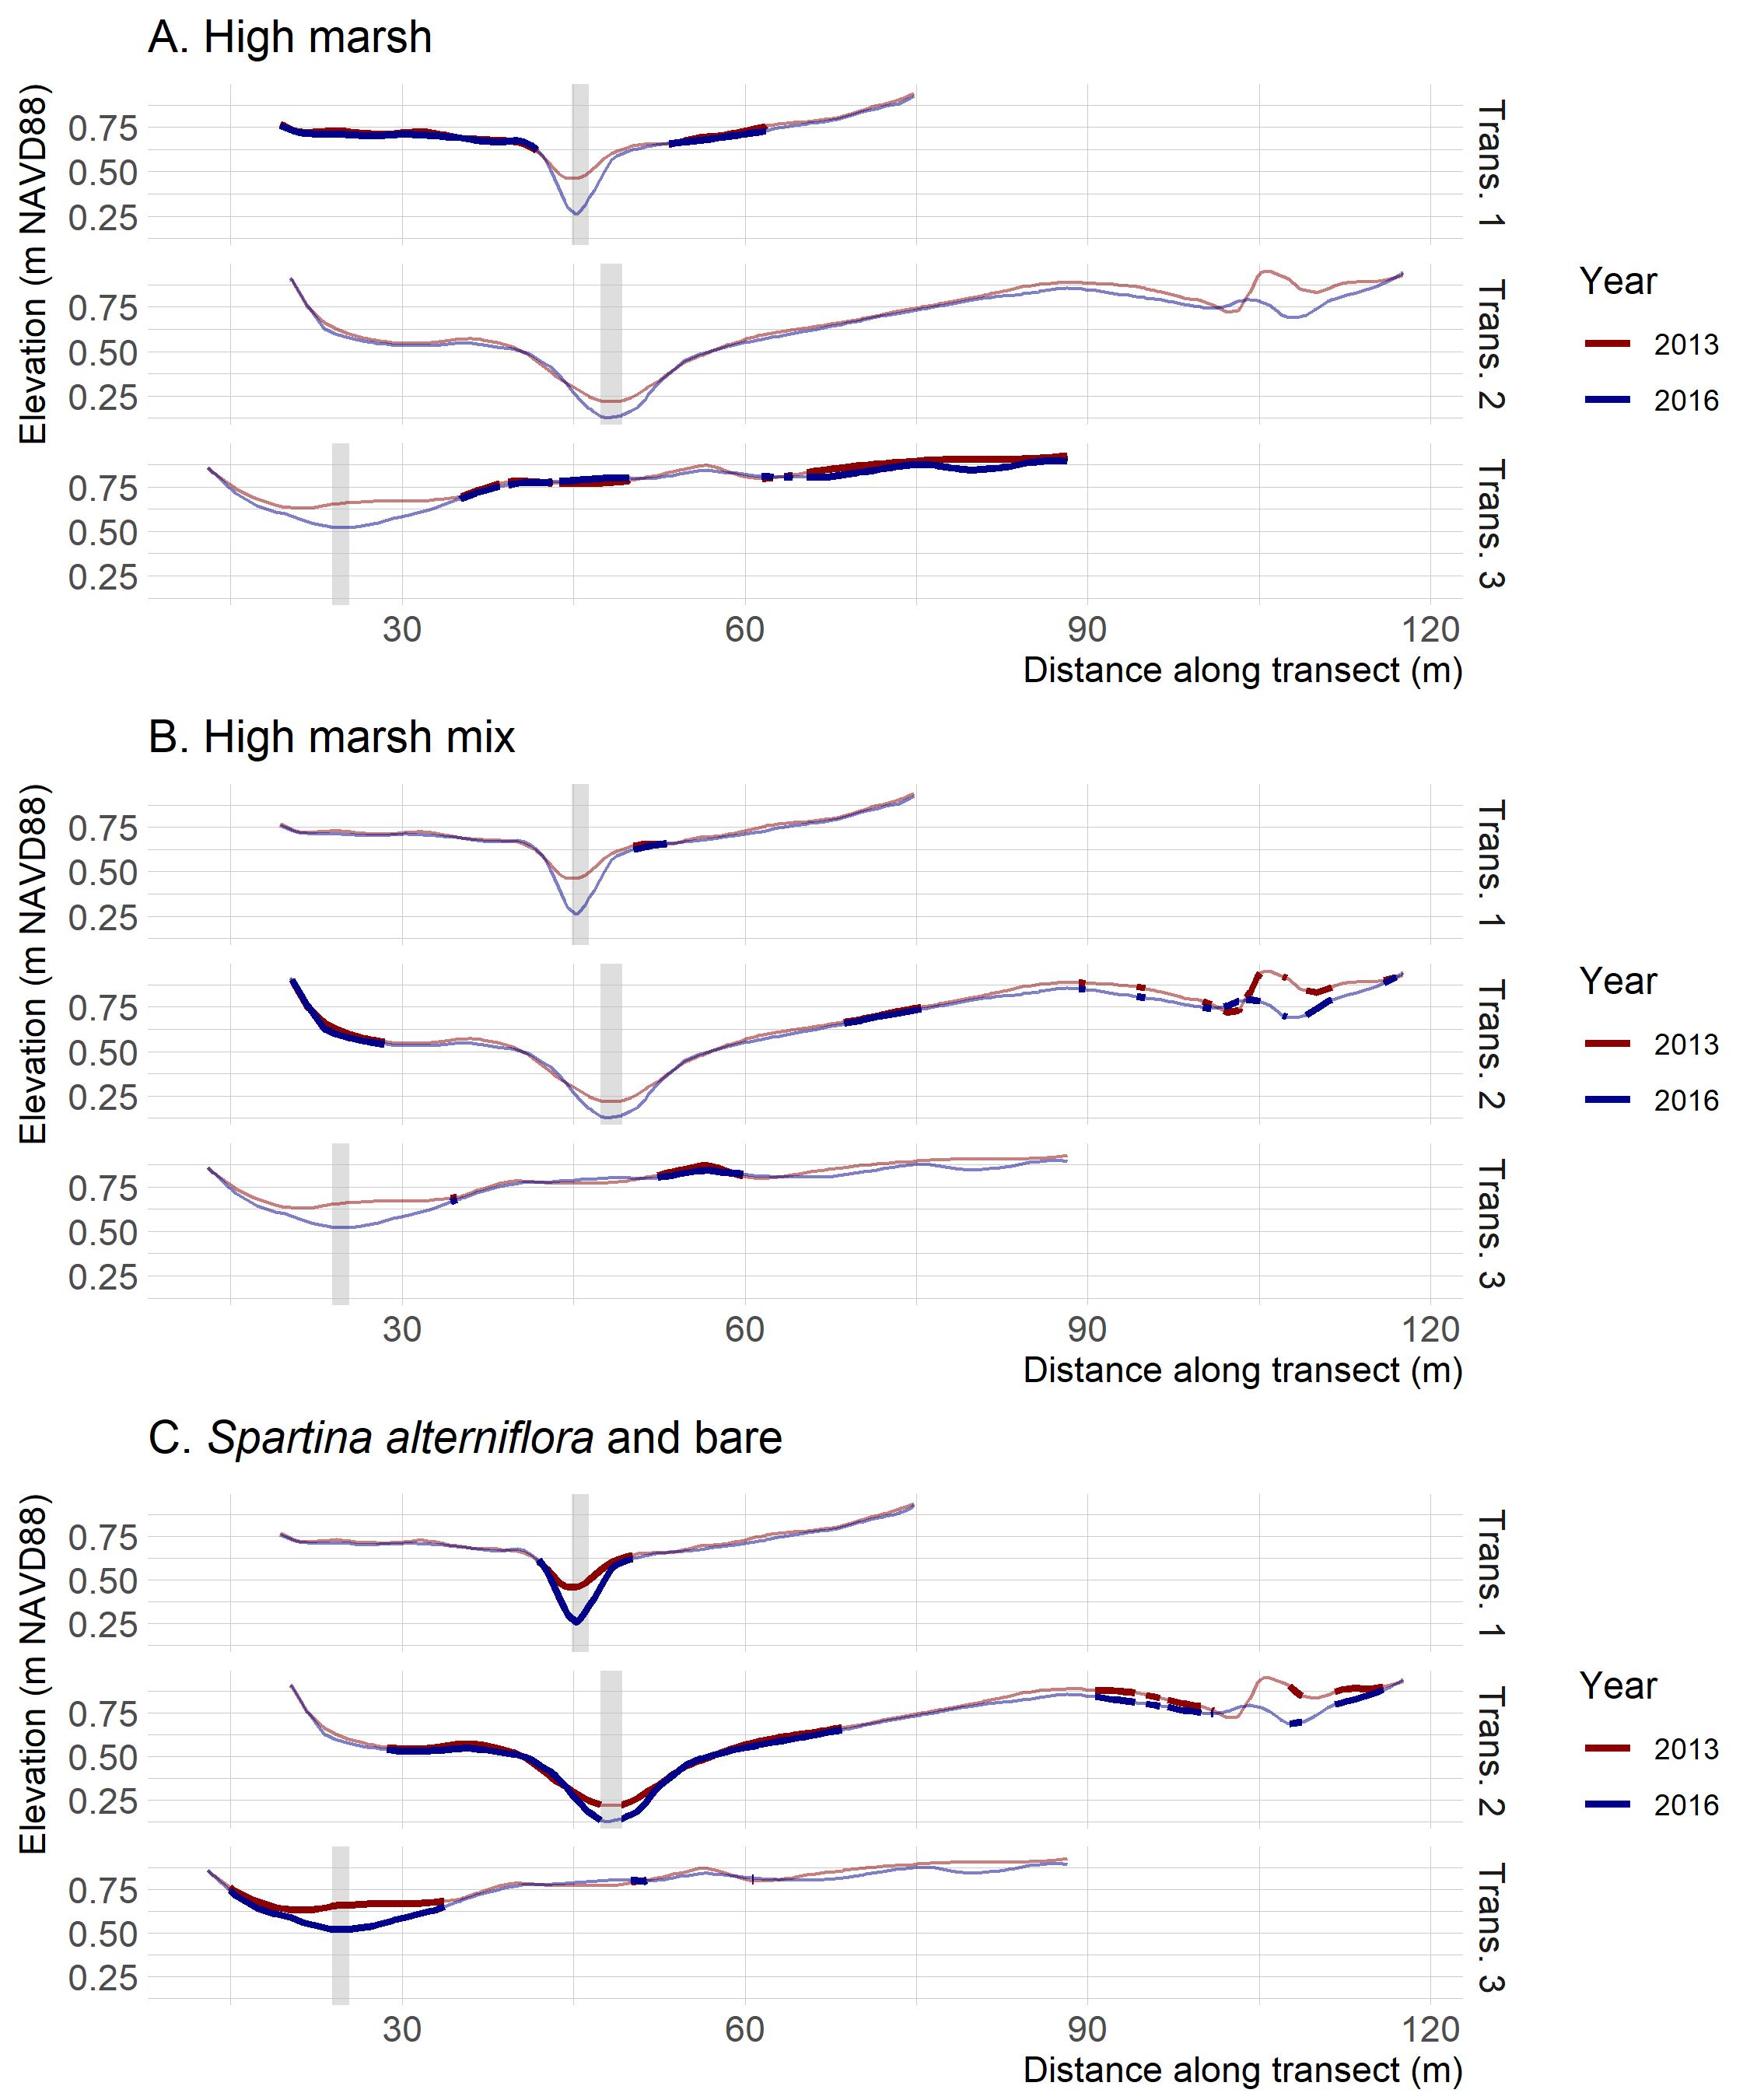 A. High marsh
Elevation (m NAVD88)
0.75
0.50
0.25
Trans. 1
0.75
0.50
0.25
Trans. 2
0.75
0.50
0.25
Trans. 3
30 60 90 120
Distance along transect (m)
Year
2013
2016
B. High marsh mix
Elevation (m NAVD88)
0.75
0.50
0.25
Trans. 1
0.75
0.50
0.25
Trans. 2
0.75
0.50
0.25
Trans. 3
30 60 90 120
Distance along transect (m)
Year
2013
2016
C. Spartina alterniflora and bare
Elevation (m NAVD88)
0.75
0.50
0.25
Trans. 1
0.75
0.50
0.25
Trans. 2
0.75
0.50
0.25
Trans. 3
30 60 90 120
Distance along transect (m)
Year
2013
2016